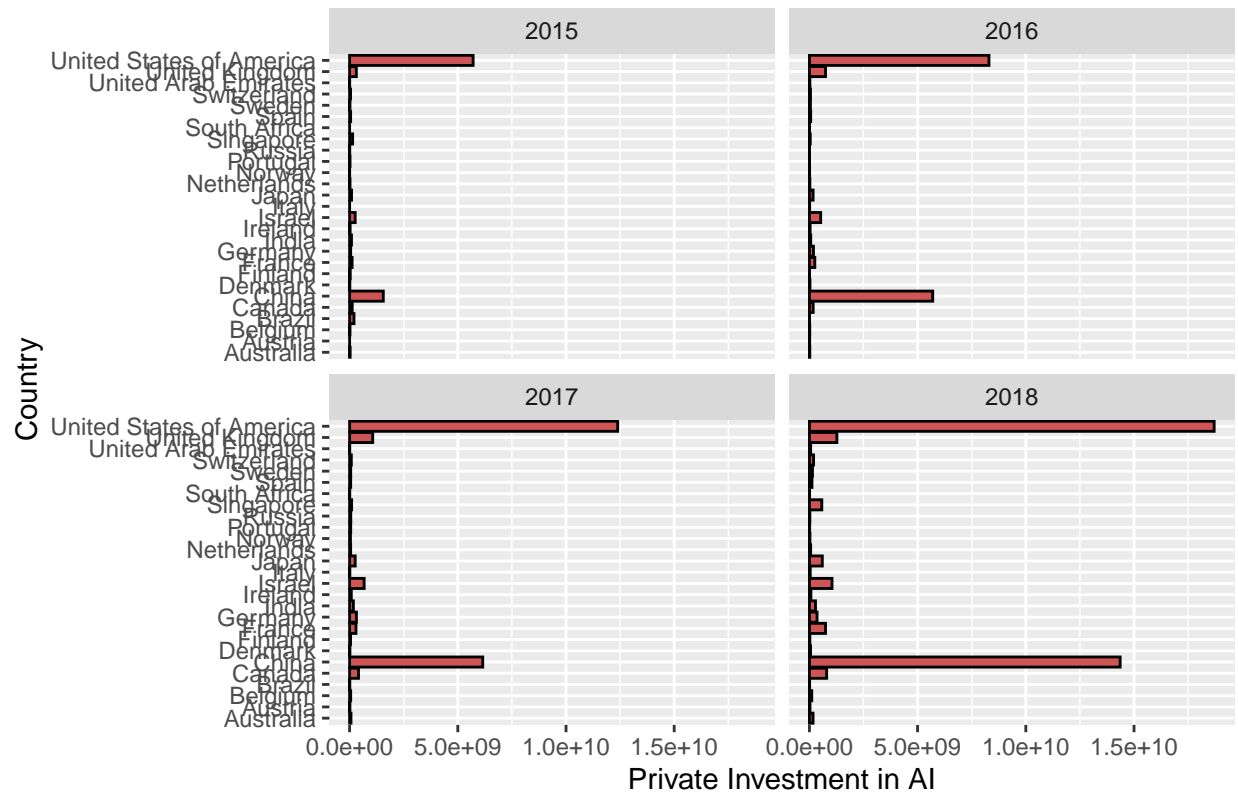 2015
2016
United States of America
United Kingdom
United Arab Emirates
Switzerland
Sweden
Spain
South Africa
Singapore
Russia
Portugal
Norway
Netherlands
Japan
Italy
Israel
Ireland
India
Germany
France
Finland
Denmark
China
Canada
Brazil
Belgium
Austria
Australia
Country
2017
2018
United States of America
United Kingdom
United Arab Emirates
Switzerland
Sweden
Spain
South Africa
Singapore
Russia
Portugal
Norway
Netherlands
Japan
Italy
Israel
Ireland
India
Germany
France
Finland
Denmark
China
Canada
Brazil
Belgium
Austria
Australia
0.0e+00 5.0e+09 1.0e+10 1.5e+10 0.0e+00 5.0e+09 1.0e+10 1.5e+10
Private Investment in AI